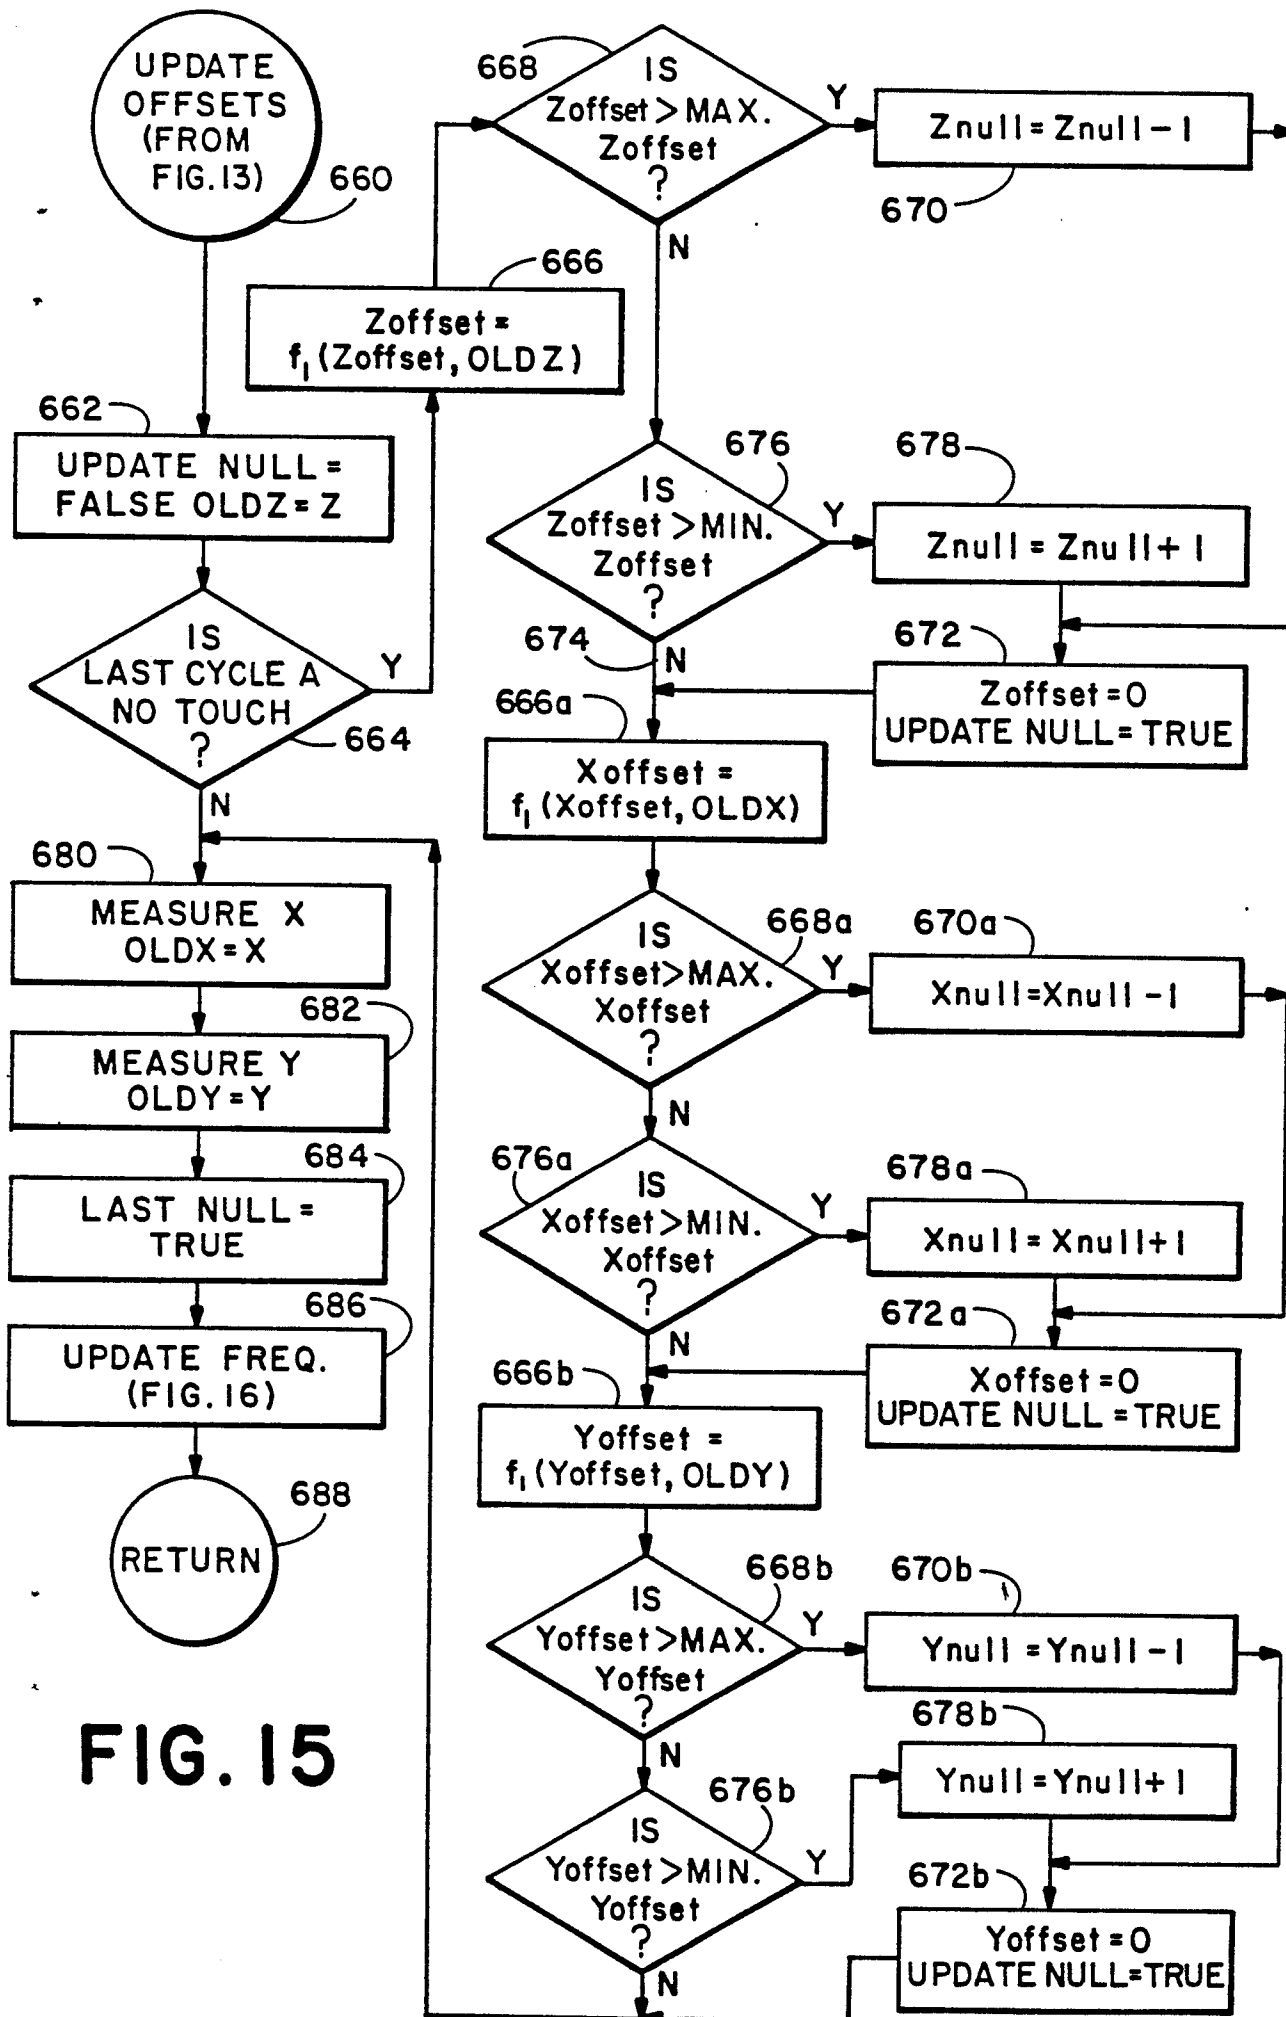 UPDATE
OFFSETS
(FROM
FIG. 13)
660
662
UPDATE NULL =
FALSE OLDZ = Z
IS
LAST CYCLE A
NO TOUCH
?
Y
664
N
666
Zoffset =
f₁ (Zoffset, OLDZ)
668
IS
Zoffset > MAX.
Zoffset
?
Y
N
Znull = Znull - 1
670
676
IS
Zoffset > MIN.
Zoffset
?
Y
674
N
678
Znull = Znull + 1
672
Zoffset = 0
UPDATE NULL = TRUE
666a
Xoffset =
f₁ (Xoffset, OLDX)
668a
IS
Xoffset > MAX.
Xoffset
?
Y
N
670a
Xnull = Xnull - 1
676a
IS
Xoffset > MIN.
Xoffset
?
Y
N
678a
Xnull = Xnull + 1
672a
Xoffset = 0
UPDATE NULL = TRUE
666b
Yoffset =
f₁ (Yoffset, OLDY)
668b
IS
Yoffset > MAX.
Yoffset
?
Y
N
670b
Ynull = Ynull - 1
676b
IS
Yoffset > MIN.
Yoffset
?
Y
N
678b
Ynull = Ynull + 1
672b
Yoffset = 0
UPDATE NULL = TRUE
680
MEASURE X
OLDX = X
682
MEASURE Y
OLDY = Y
684
LAST NULL =
TRUE
686
UPDATE FREQ.
(FIG. 16)
688
RETURN
FIG. 15